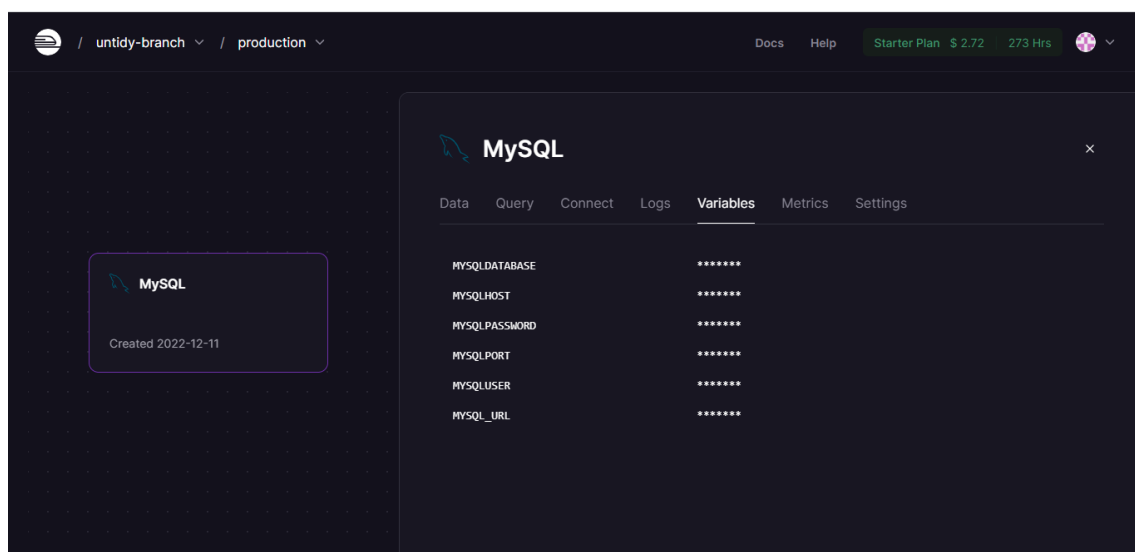 / untidy-branch / production Docs Help Starter Plan $ 2.72 273 Hrs
MySQL
Created 2022-12-11
MySQL
Data Query Connect Logs Variables Metrics Settings
MYSQLDATABASE *******
MYSQLHOST *******
MYSQLPASSWORD *******
MYSQLPORT *******
MYSQLUSER *******
MYSQL_URL *******